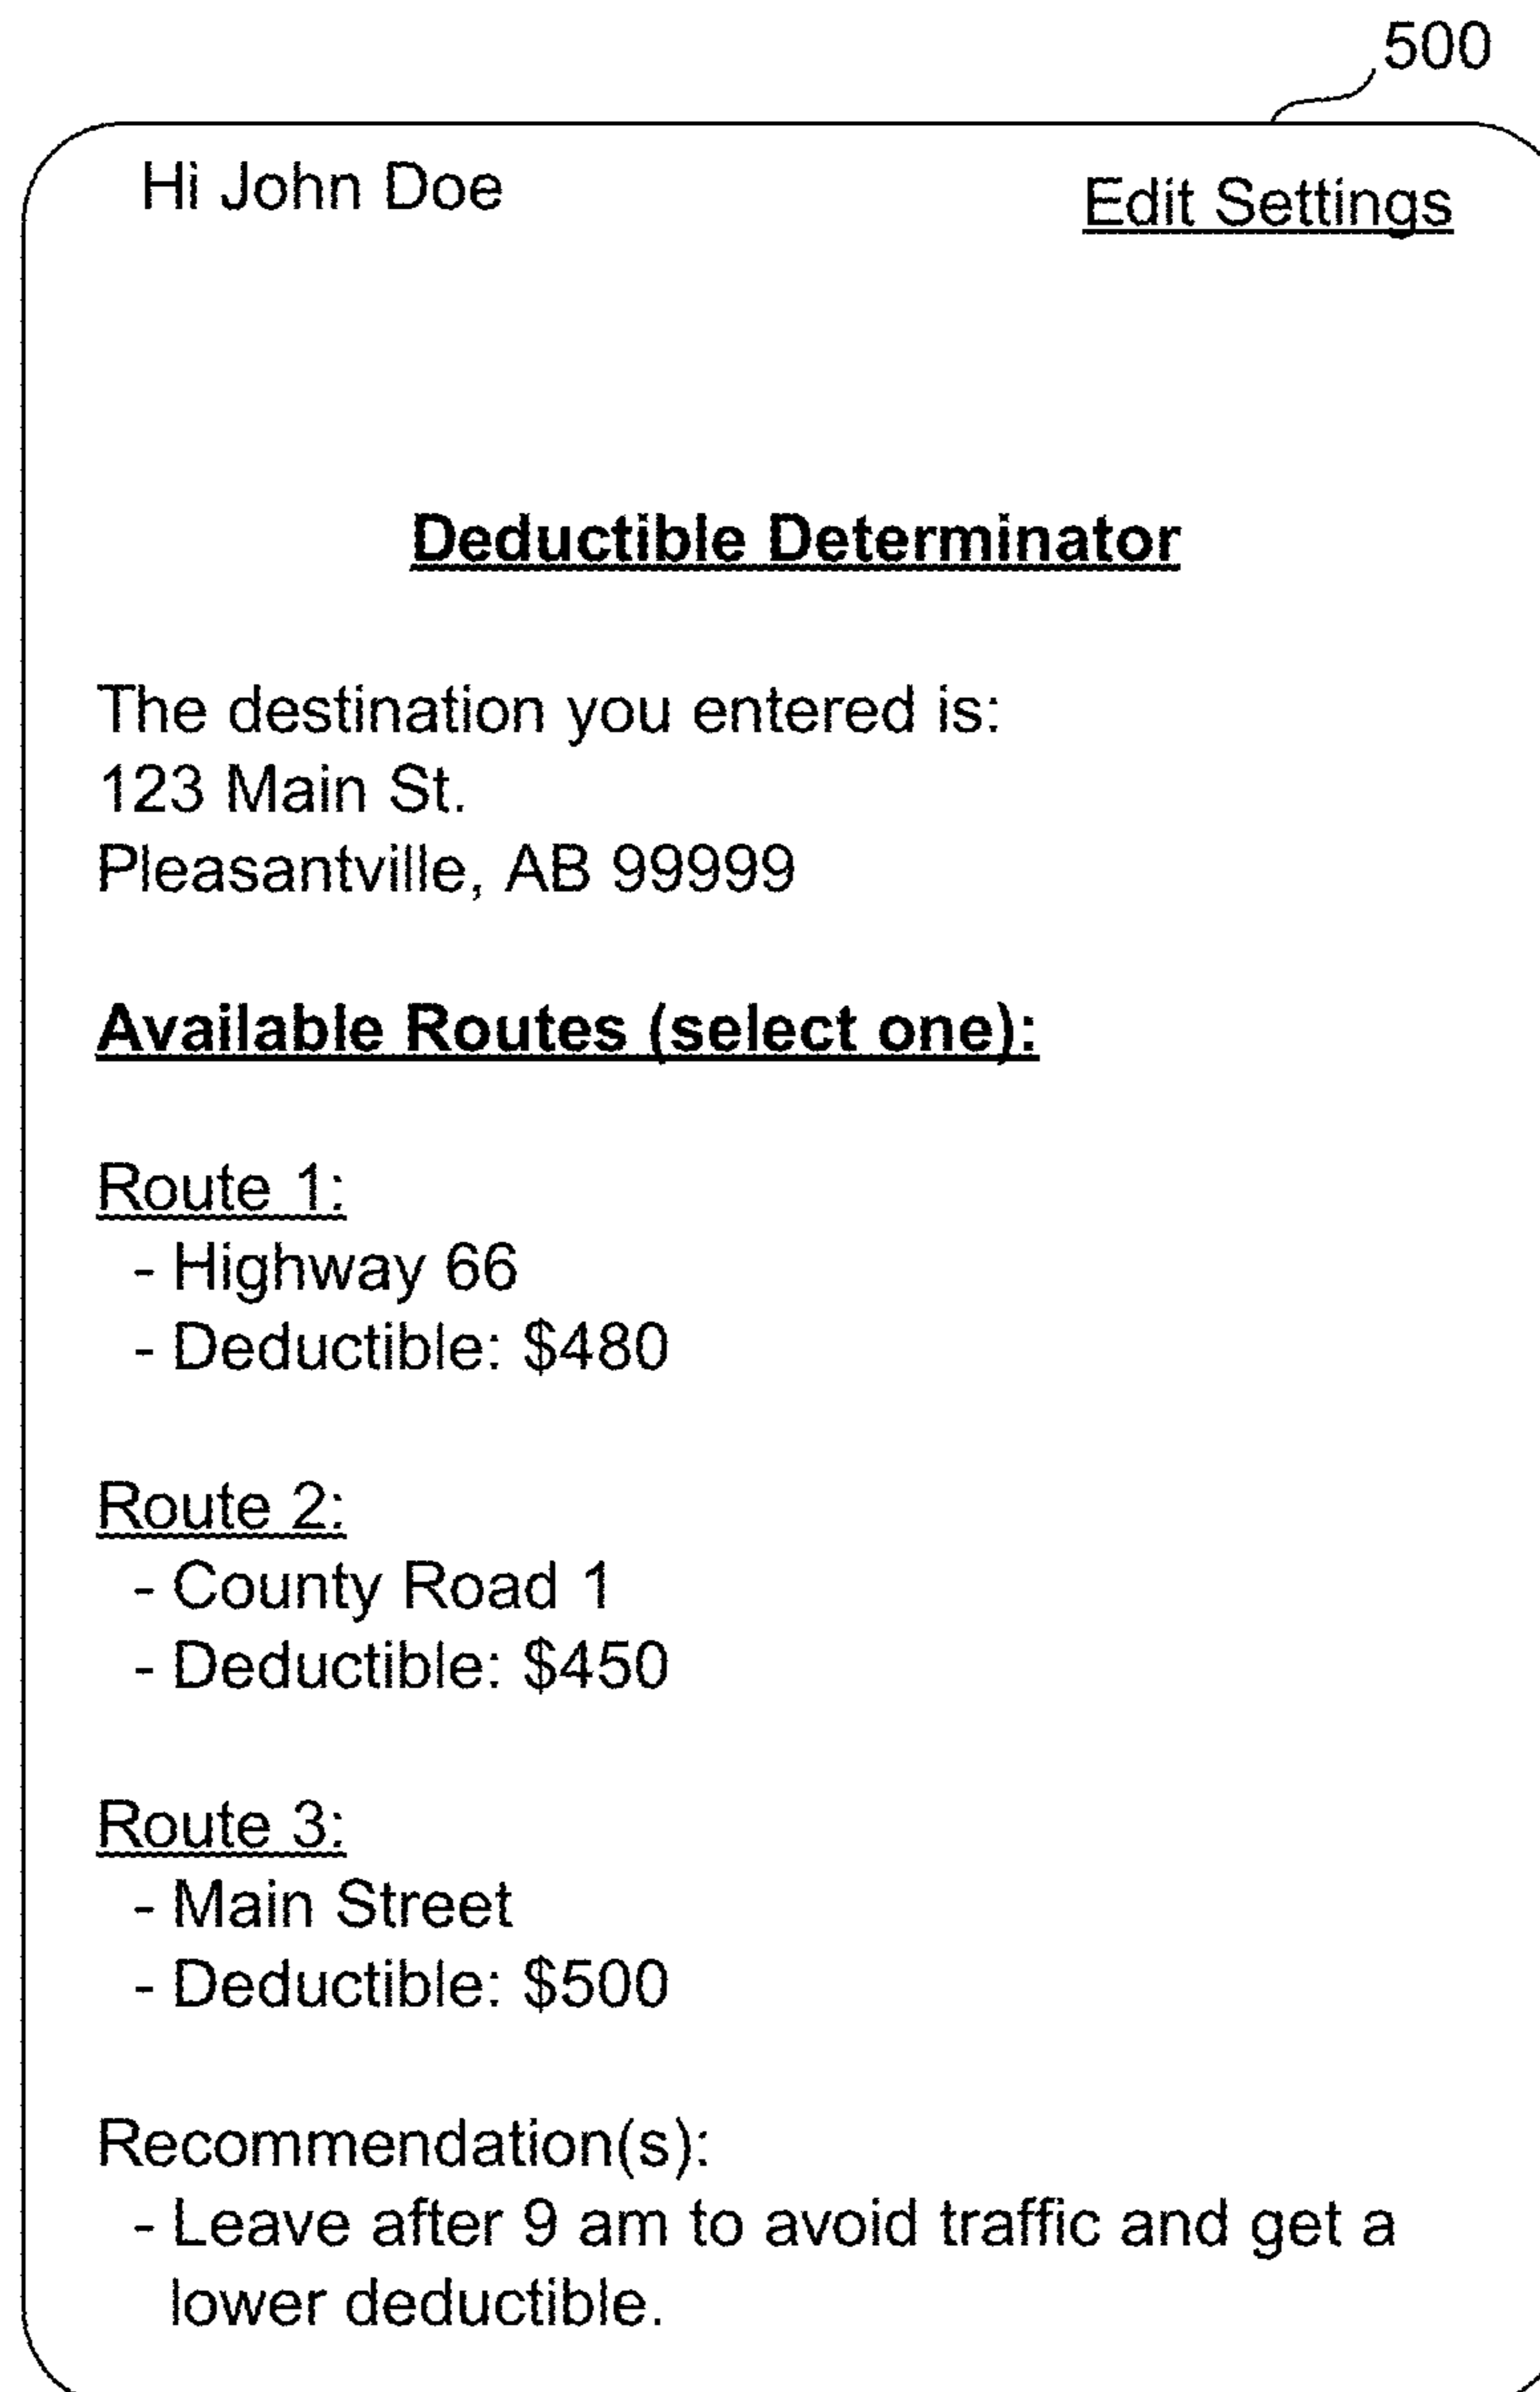 500
Hi John Doe
Edit Settings
Deductible Determinator
The destination you entered is:
123 Main St.
Pleasantville, AB 99999
Available Routes (select one):
Route 1:
- Highway 66
- Deductible: $480
Route 2:
- County Road 1
- Deductible: $450
Route 3:
- Main Street
- Deductible: $500
Recommendation(s):
- Leave after 9 am to avoid traffic and get a
lower deductible.